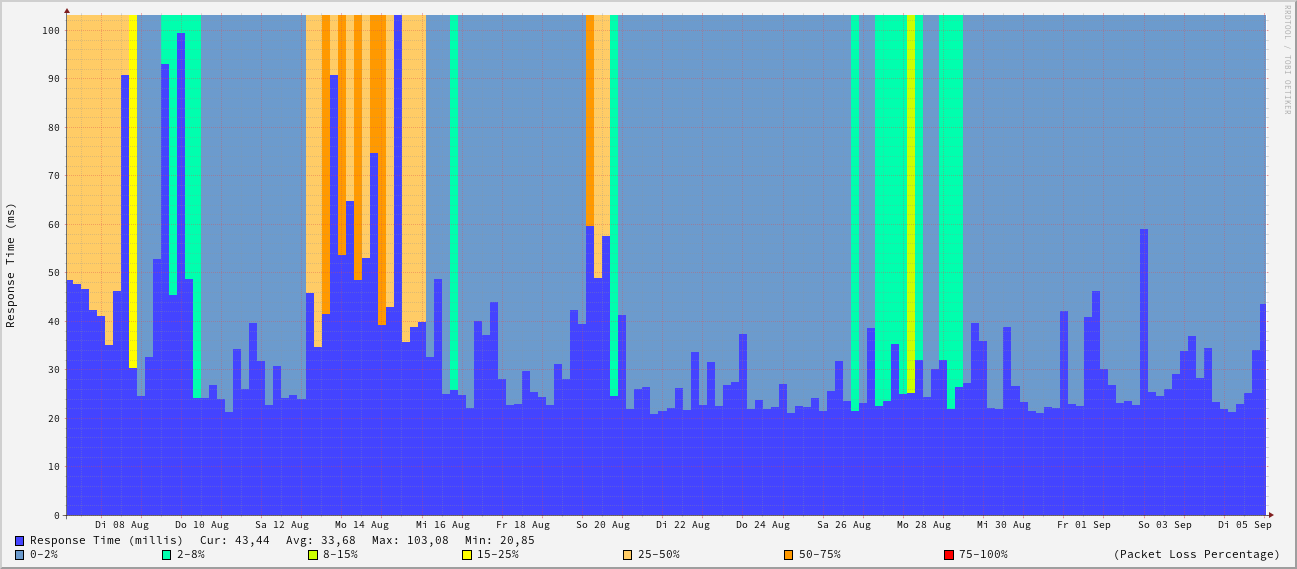 RRDTOOL / TOBI OETIKER
Response Time (ms)
100
90
80
70
60
50
40
30
20
10
0
Di 08 Aug Do 10 Aug Sa 12 Aug Mo 14 Aug Mi 16 Aug Fr 18 Aug So 20 Aug Di 22 Aug Do 24 Aug Sa 26 Aug Mo 28 Aug Mi 30 Aug Fr 01 Sep So 03 Sep Di 05 Sep
Response Time (millis) Cur: 43,44 Avg: 33,68 Max: 103,08 Min: 20,85
0-2% 2-8% 8-15% 15-25% 25-50% 50-75% 75-100% (Packet Loss Percentage)